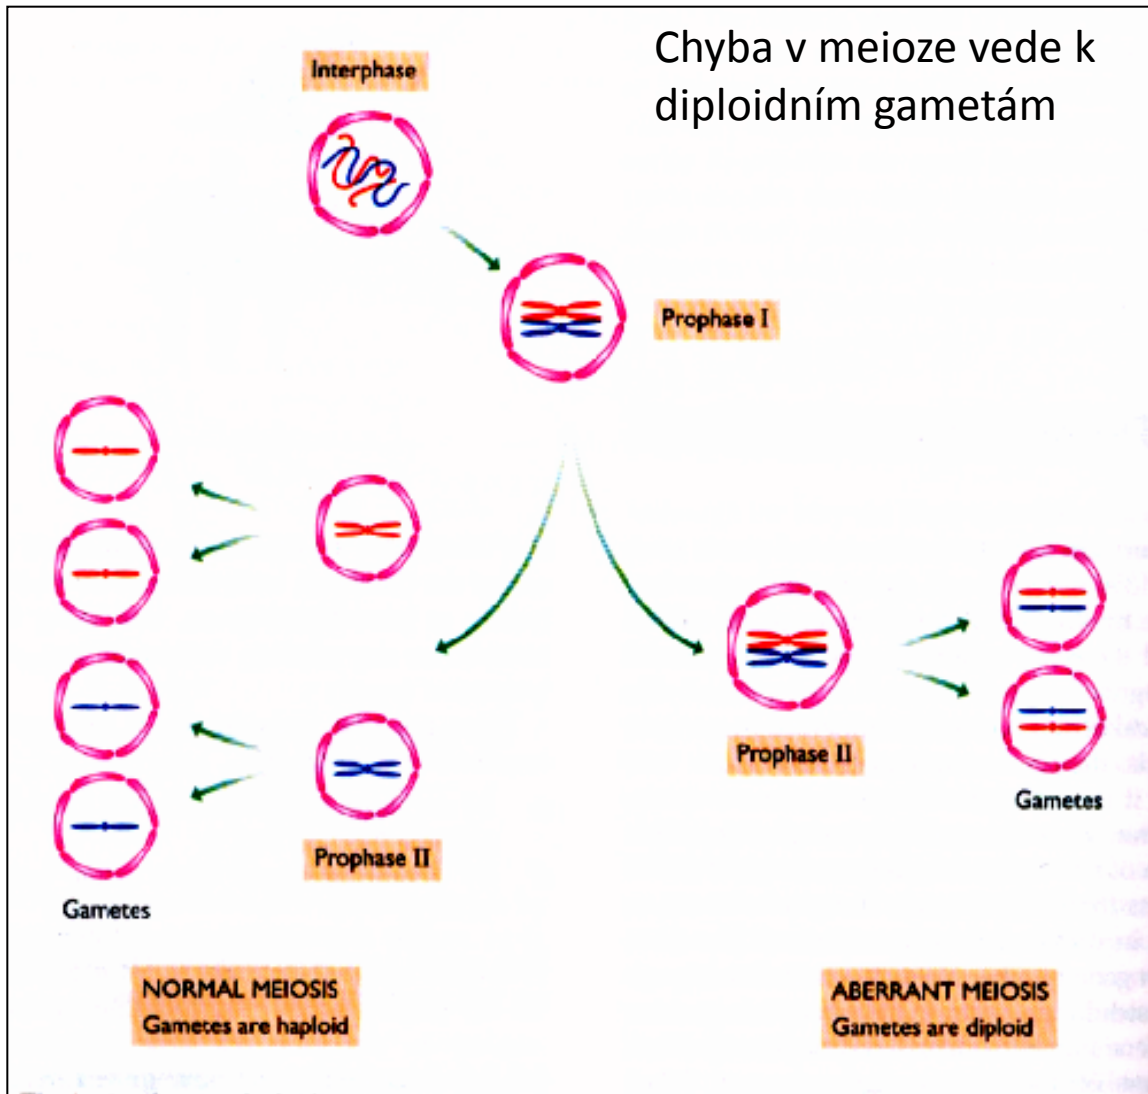 Chyba v meioze vede k
diploidním gametám
Interphase
Prophase I
Prophase II
Gametes
Prophase II
Gametes
NORMAL MEIOSIS
Gametes are haploid
ABERRANT MEIOSIS
Gametes are diploid